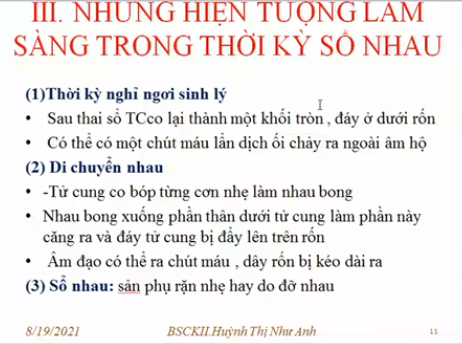 III. NHỮNG HIỆN TƯỢNG LÂM
SÀNG TRONG THỜI KỲ SỔ NHAU
(1)Thời kỳ nghỉ ngơi sinh lý
• Sau thai sổ TCco lại thành một khối tròn , đáy ở dưới rốn
• Có thể có một chút máu lẫn dịch ối chảy ra ngoài âm hộ
(2) Di chuyển nhau
• -Tử cung co bóp từng cơn nhẹ làm nhau bong
• Nhau bong xuống phần thân dưới tử cung làm phần này
căng ra và đáy tử cung bị đẩy lên trên rốn
• Âm đạo có thể ra chút máu , dây rốn bị kéo dài ra
(3) Sổ nhau: sản phụ rặn nhẹ hay do đỡ nhau
8/19/2021 BSCKII.Huỳnh Thị Như Anh 11